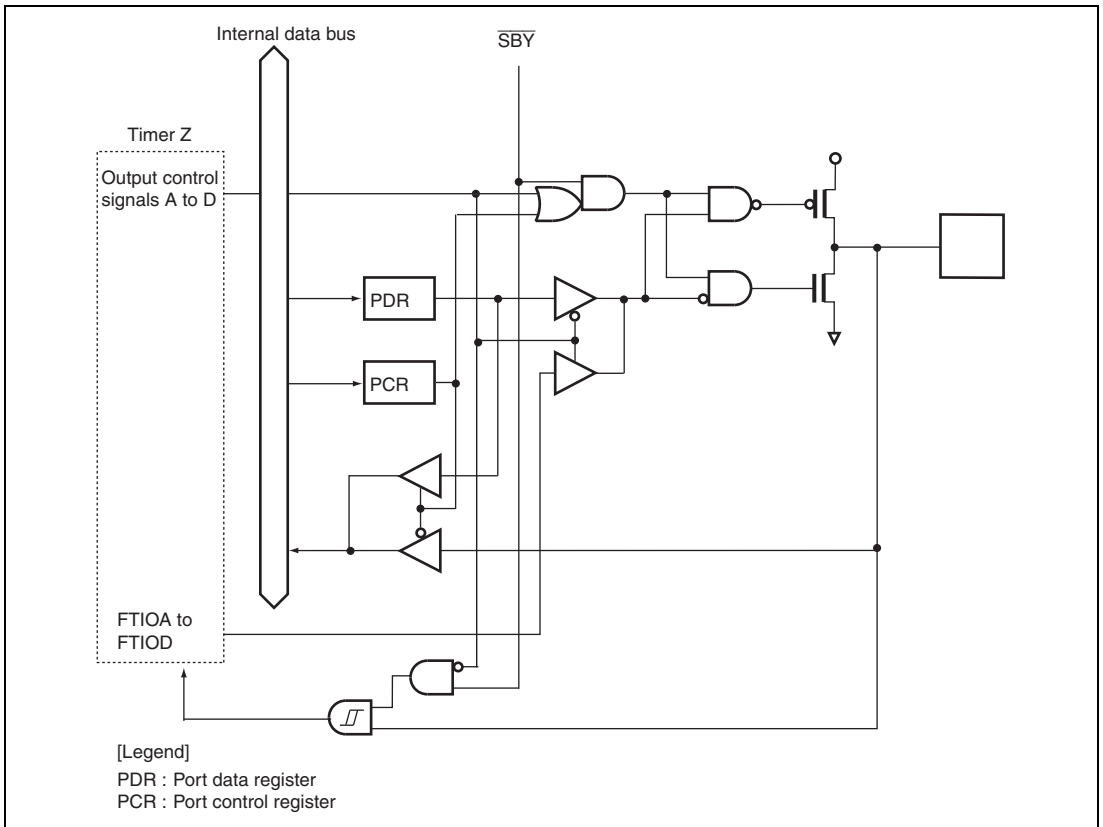 Internal data bus
SBY
Timer Z
Output control
signals A to D
PDR
PCR
FTIOA to
FTIOD
[Legend]
PDR : Port data register
PCR : Port control register